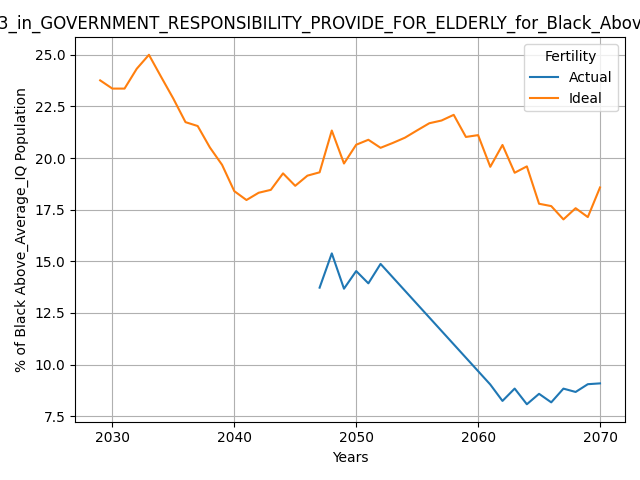 3_in_GOVERNMENT_RESPONSIBILITY_PROVIDE_FOR_ELDERLY_for_Black_Abov
Fertility
Actual
Ideal
25.0
22.5
20.0
17.5
15.0
12.5
10.0
7.5
% of Black Above_Average_IQ Population
2030
2040
2050
2060
2070
Years